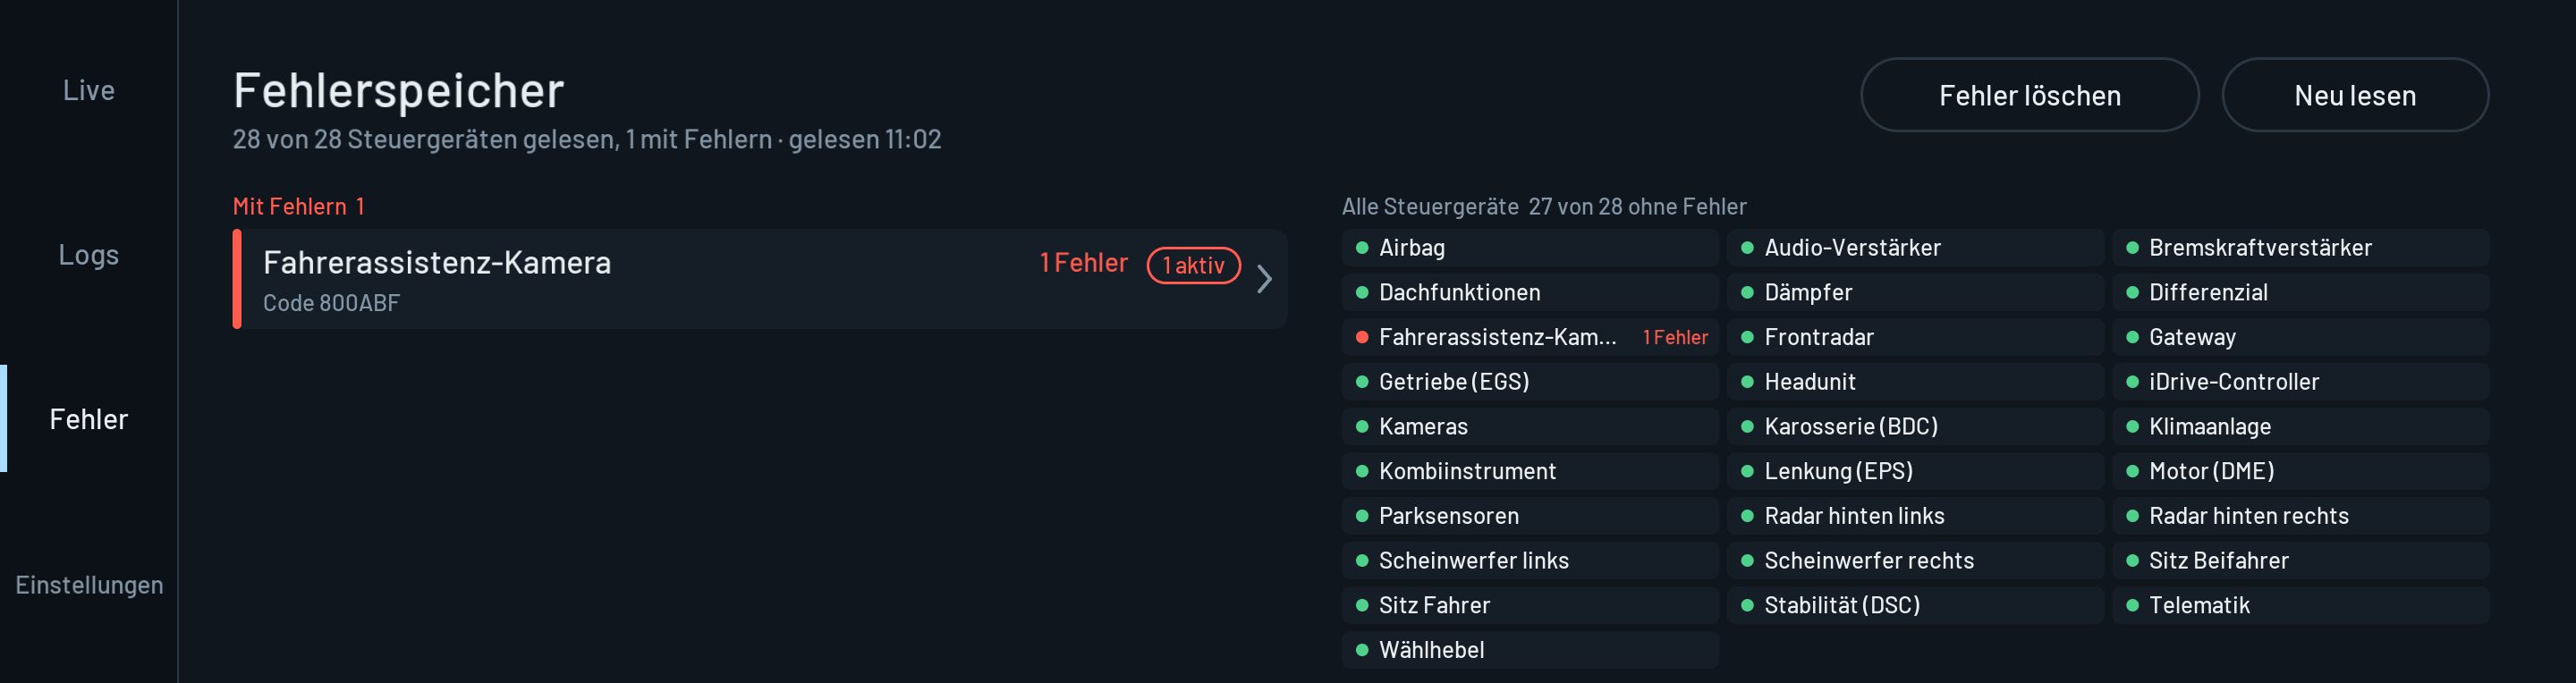 Live
Logs
Fehler
Einstellungen
Fehlerspeicher
28 von 28 Steuergeräten gelesen, 1 mit Fehlern · gelesen 11:02
Fehler löschen
Neu lesen
Mit Fehlern 1
Fahrerassistenz-Kamera
Code 800ABF
1 Fehler
1 aktiv
Alle Steuergeräte 27 von 28 ohne Fehler
Airbag
Audio-Verstärker
Bremskraftverstärker
Dachfunktionen
Dämpfer
Differenzial
Fahrerassistenz-Kam... 1 Fehler
Frontradar
Gateway
Getriebe (EGS)
Headunit
iDrive-Controller
Kameras
Karosserie (BDC)
Klimaanlage
Kombiinstrument
Lenkung (EPS)
Motor (DME)
Parksensoren
Radar hinten links
Radar hinten rechts
Scheinwerfer links
Scheinwerfer rechts
Sitz Beifahrer
Sitz Fahrer
Stabilität (DSC)
Telematik
Wählhebel